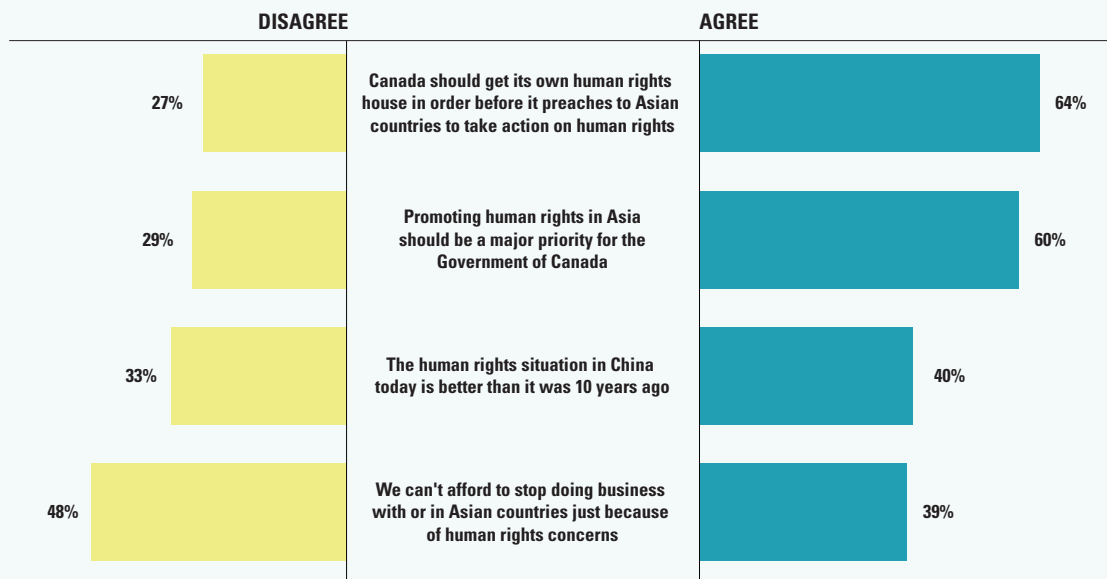 DISAGREE
AGREE
27%
Canada should get its own human rights
house in order before it preaches to Asian
countries to take action on human rights
64%
29%
Promoting human rights in Asia
should be a major priority for the
Government of Canada
60%
33%
The human rights situation in China
today is better than it was 10 years ago
40%
48%
We can't afford to stop doing business
with or in Asian countries just because
of human rights concerns
39%